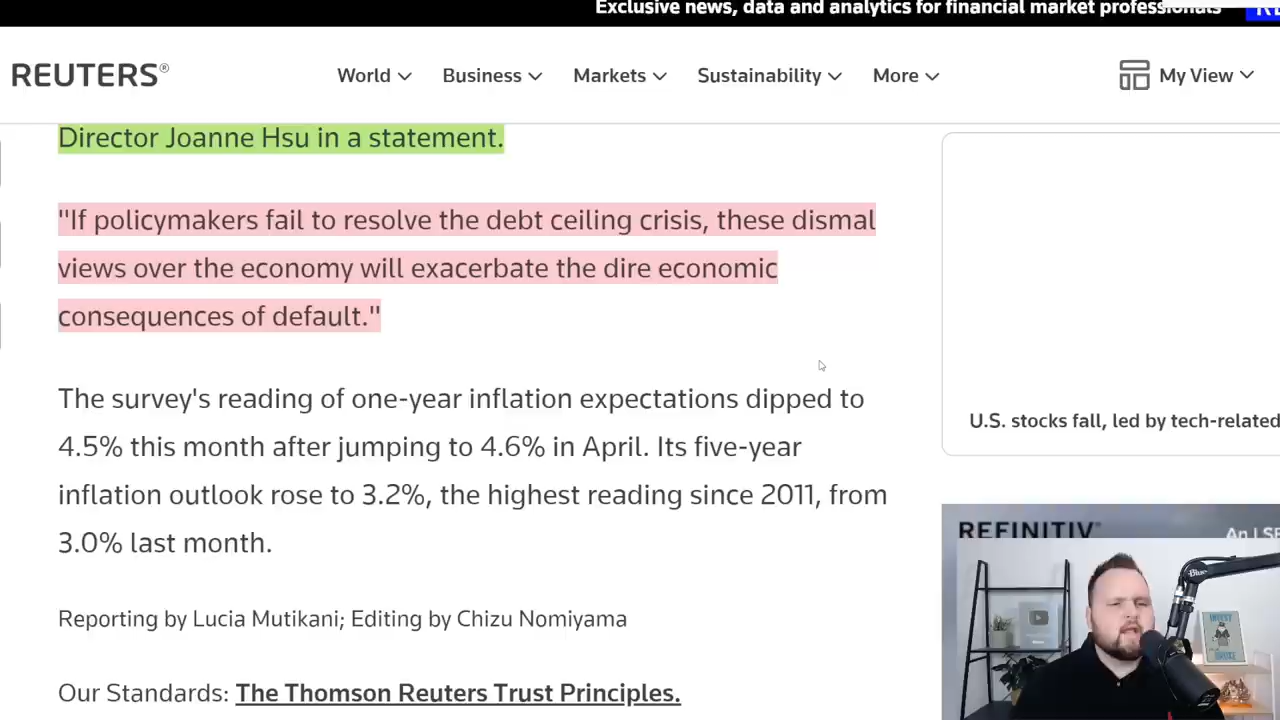 Exclusive news, data and analytics for financial market professionals
REUTERS®
World
Business
Markets
Sustainability
More
My View
Director Joanne Hsu in a statement.
"If policymakers fail to resolve the debt ceiling crisis, these dismal
views over the economy will exacerbate the dire economic
consequences of default."
The survey's reading of one-year inflation expectations dipped to
4.5% this month after jumping to 4.6% in April. Its five-year
inflation outlook rose to 3.2%, the highest reading since 2011, from
3.0% last month.
Reporting by Lucia Mutikani; Editing by Chizu Nomiyama
Our Standards: The Thomson Reuters Trust Principles.
U.S. stocks fall, led by tech-related
REFINITIV
An LSE
Blue
INVEST